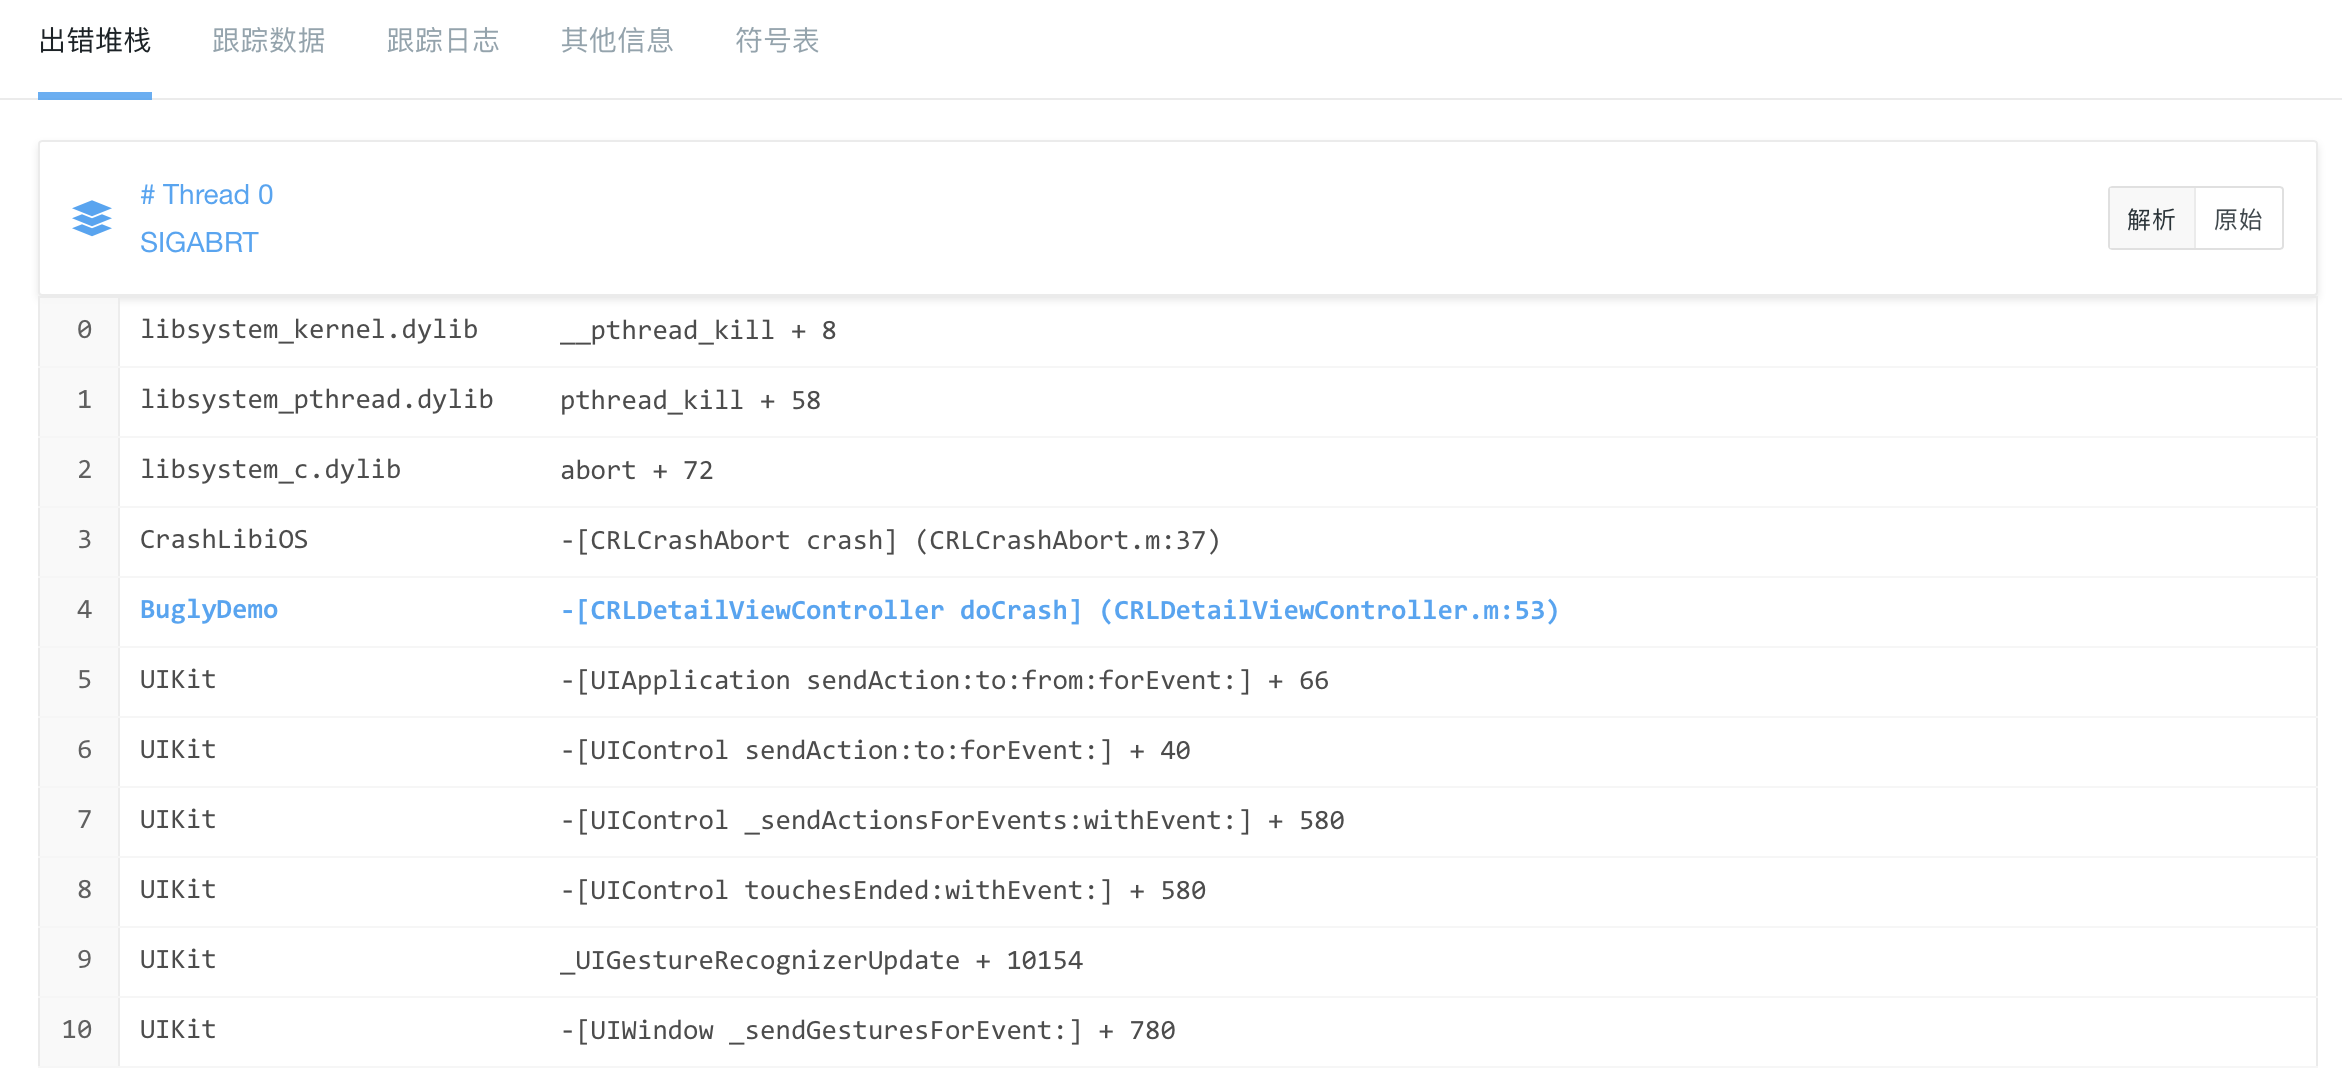 出错堆栈 跟踪数据 跟踪日志 其他信息 符号表
# Thread 0
SIGABRT
解析 原始
0 libsystem_kernel.dylib __pthread_kill + 8
1 libsystem_pthread.dylib pthread_kill + 58
2 libsystem_c.dylib abort + 72
3 CrashLibiOS -[CRLCrashAbort crash] (CRLCrashAbort.m:37)
4 BuglyDemo -[CRLDetailViewController doCrash] (CRLDetailViewController.m:53)
5 UIKit -[UIApplication sendAction:to:from:forEvent:] + 66
6 UIKit -[UIControl sendAction:to:forEvent:] + 40
7 UIKit -[UIControl _sendActionsForEvents:withEvent:] + 580
8 UIKit -[UIControl touchesEnded:withEvent:] + 580
9 UIKit _UIGestureRecognizerUpdate + 10154
10 UIKit -[UIWindow _sendGesturesForEvent:] + 780